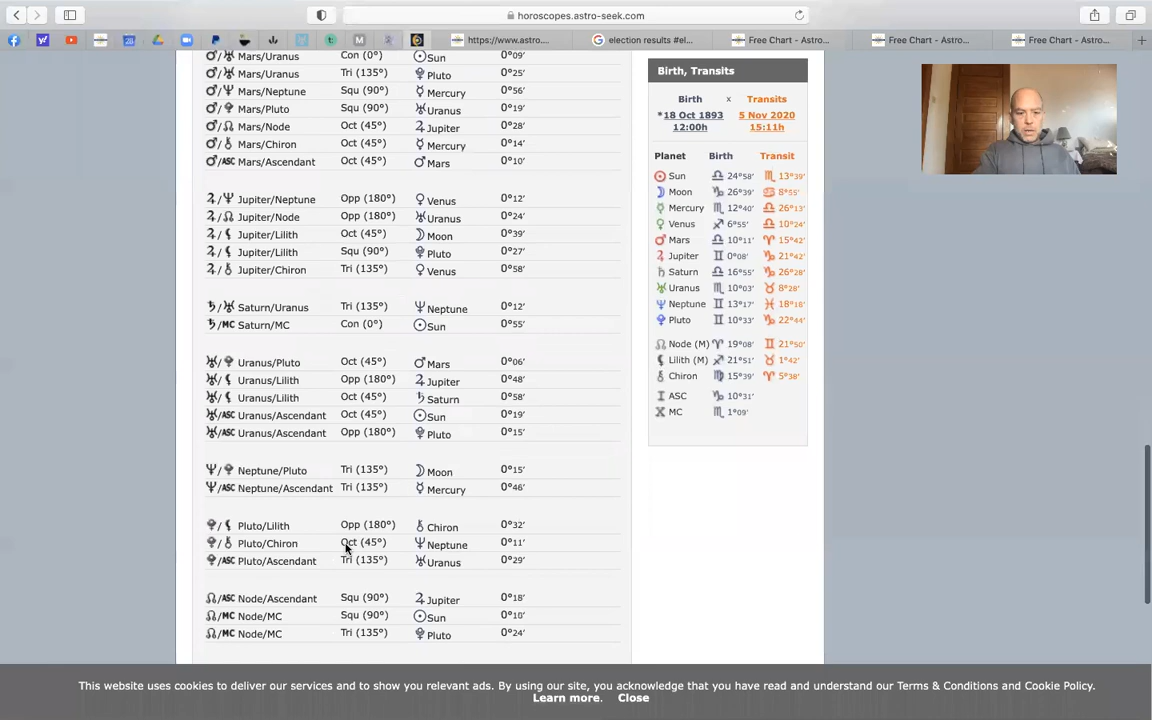 horoscopes.astro-seek.com
https://www.astro.... election results #el... Free Chart - Astro... Free Chart - Astro... Free Chart - Astro...
Mars/Uranus Con (0°) Sun 0°09'
Mars/Uranus Tri (135°) Pluto 0°25'
Mars/Neptune Squ (90°) Mercury 0°56'
Mars/Pluto Squ (90°) Uranus 0°19'
Mars/Node Oct (45°) Jupiter 0°28'
Mars/Chiron Oct (45°) Mercury 0°14'
ASC Mars/Ascendant Oct (45°) Mars 0°10'
Jupiter/Neptune Opp (180°) Venus 0°12'
Jupiter/Node Opp (180°) Uranus 0°24'
Jupiter/Lilith Oct (45°) Moon 0°39'
Jupiter/Lilith Squ (90°) Pluto 0°27'
Jupiter/Chiron Tri (135°) Venus 0°58'
Saturn/Uranus Tri (135°) Neptune 0°12'
MC Saturn/MC Con (0°) Sun 0°55'
Uranus/Pluto Oct (45°) Mars 0°06'
Uranus/Lilith Opp (180°) Jupiter 0°48'
Uranus/Lilith Oct (45°) Saturn 0°58'
ASC Uranus/Ascendant Oct (45°) Sun 0°19'
ASC Uranus/Ascendant Opp (180°) Pluto 0°15'
Neptune/Pluto Tri (135°) Moon 0°15'
ASC Neptune/Ascendant Tri (135°) Mercury 0°46'
Pluto/Lilith Opp (180°) Chiron 0°32'
Pluto/Chiron Oct (45°) Neptune 0°11'
ASC Pluto/Ascendant Tri (135°) Uranus 0°29'
ASC Node/Ascendant Squ (90°) Jupiter 0°18'
MC Node/MC Squ (90°) Sun 0°10'
MC Node/MC Tri (135°) Pluto 0°24'
Birth, Transits
Birth x Transits
*18 Oct 1893 5 Nov 2020
12:00h 15:11h
Planet Birth Transit
Sun 24°58' 13°39'
Moon 26°39' 8°55'
Mercury 12°40' 26°13'
Venus 6°55' 10°24'
Mars 10°11' 15°42'
Jupiter 0°08' 21°42'
Saturn 16°55' 26°28'
Uranus 10°03' 8°28'
Neptune 13°17' 18°18'
Pluto 10°33' 22°44'
Node (M) 19°08' 21°50'
Lilith (M) 21°51' 1°42'
Chiron 15°39' 5°38'
ASC 10°31'
MC 1°09'
This website uses cookies to deliver our services and to show you relevant ads. By using our site, you acknowledge that you have read and understand our Terms & Conditions and Cookie Policy.
Learn more. Close